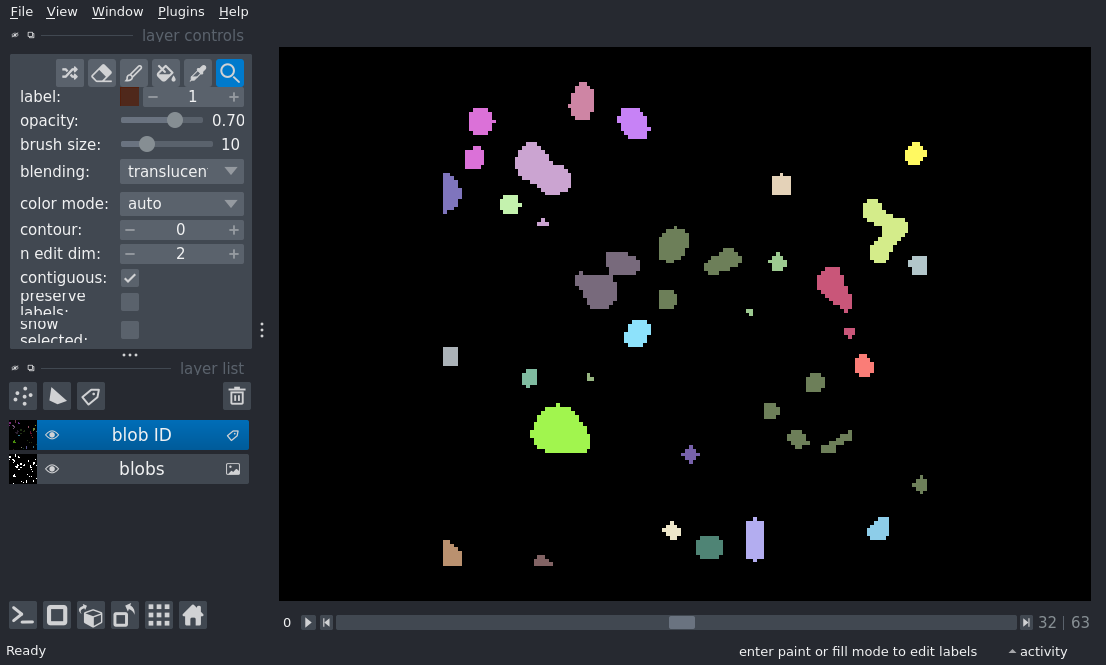 File View Window Plugins Help
layer controls
label: 1
opacity: 0.70
brush size: 10
blending: translucen
color mode: auto
contour: 0
n edit dim: 2
contiguous:
preserve
labels:
show
selected:
layer list
blob ID
blobs
0 32 | 63
Ready enter paint or fill mode to edit labels activity